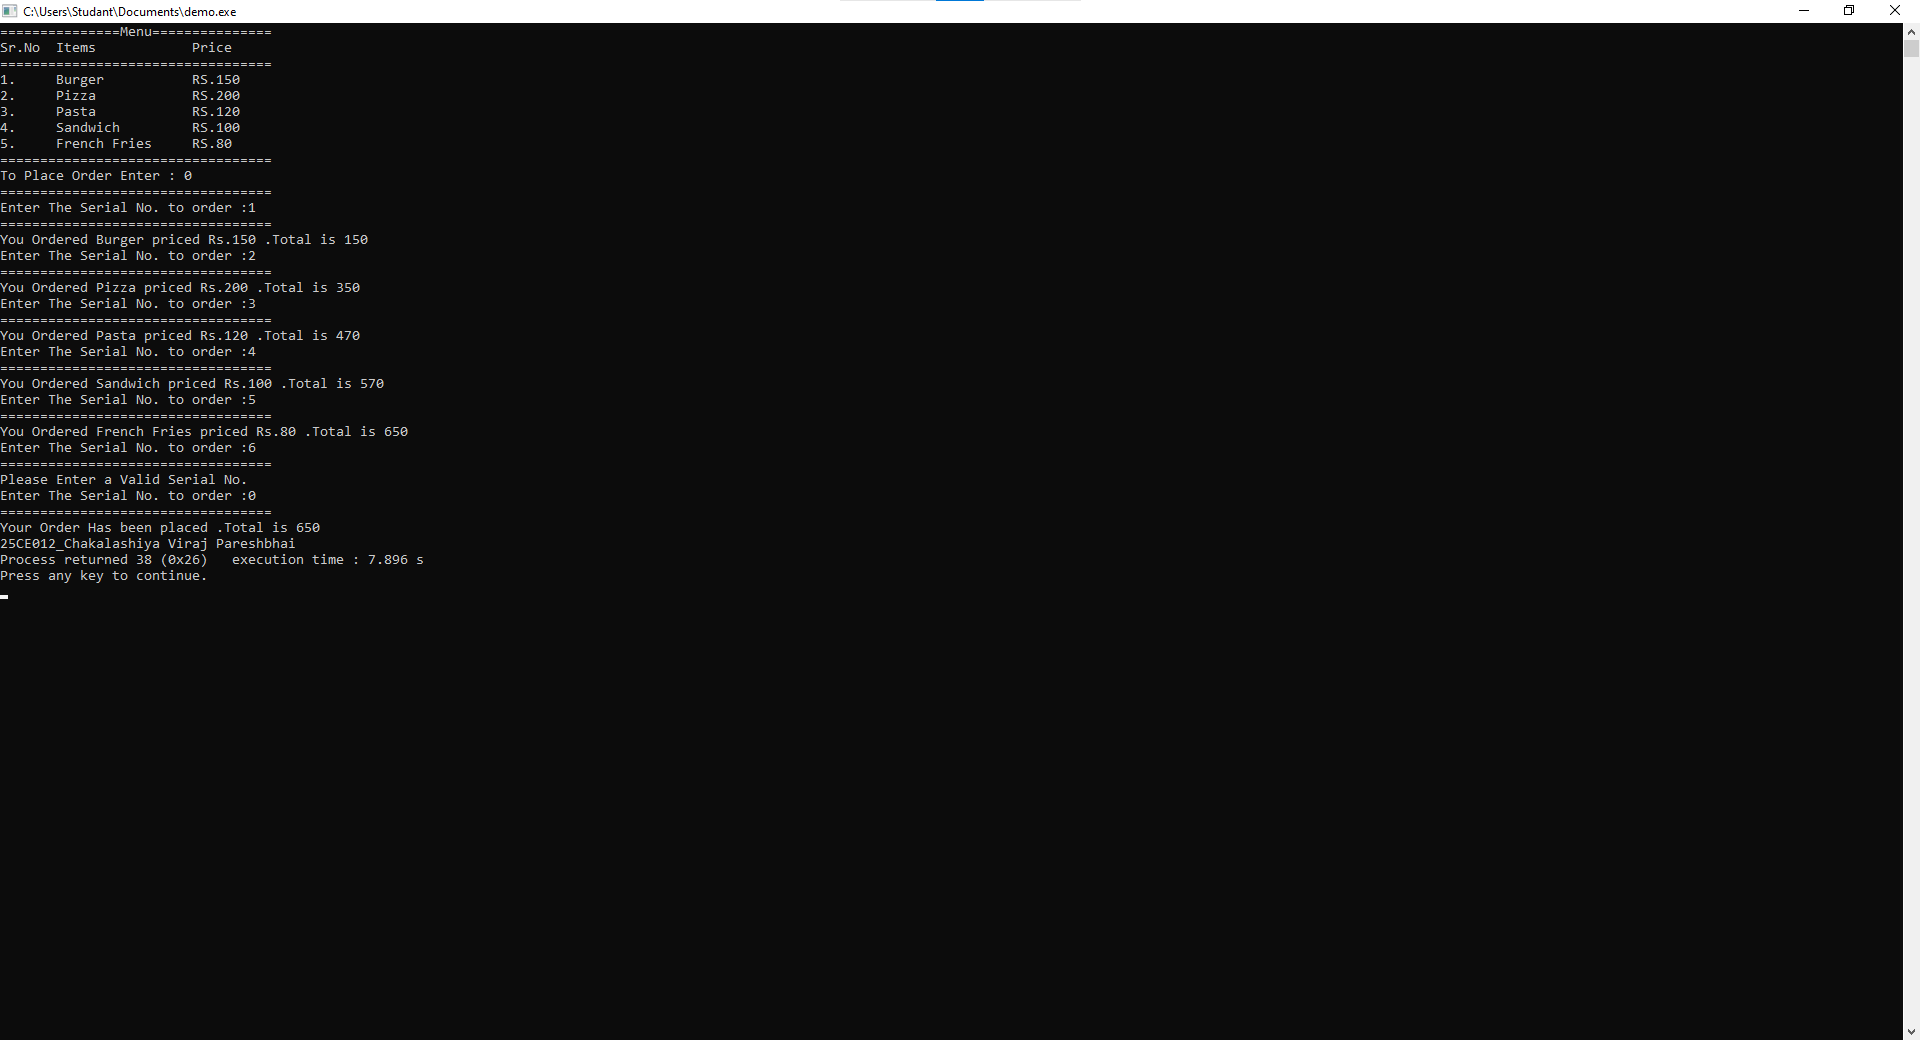 C:\Users\Studant\Documents\demo.exe
===============Menu===============
Sr.No  Items            Price
==================================
1.     Burger           RS.150
2.     Pizza            RS.200
3.     Pasta            RS.120
4.     Sandwich         RS.100
5.     French Fries     RS.80
==================================
To Place Order Enter : 0
==================================
Enter The Serial No. to order :1
==================================
You Ordered Burger priced Rs.150 .Total is 150
Enter The Serial No. to order :2
==================================
You Ordered Pizza priced Rs.200 .Total is 350
Enter The Serial No. to order :3
==================================
You Ordered Pasta priced Rs.120 .Total is 470
Enter The Serial No. to order :4
==================================
You Ordered Sandwich priced Rs.100 .Total is 570
Enter The Serial No. to order :5
==================================
You Ordered French Fries priced Rs.80 .Total is 650
Enter The Serial No. to order :6
==================================
Please Enter a Valid Serial No.
Enter The Serial No. to order :0
==================================
Your Order Has been placed .Total is 650
25CE012_Chakalashiya Viraj Pareshbhai
Process returned 38 (0x26)   execution time : 7.896 s
Press any key to continue.